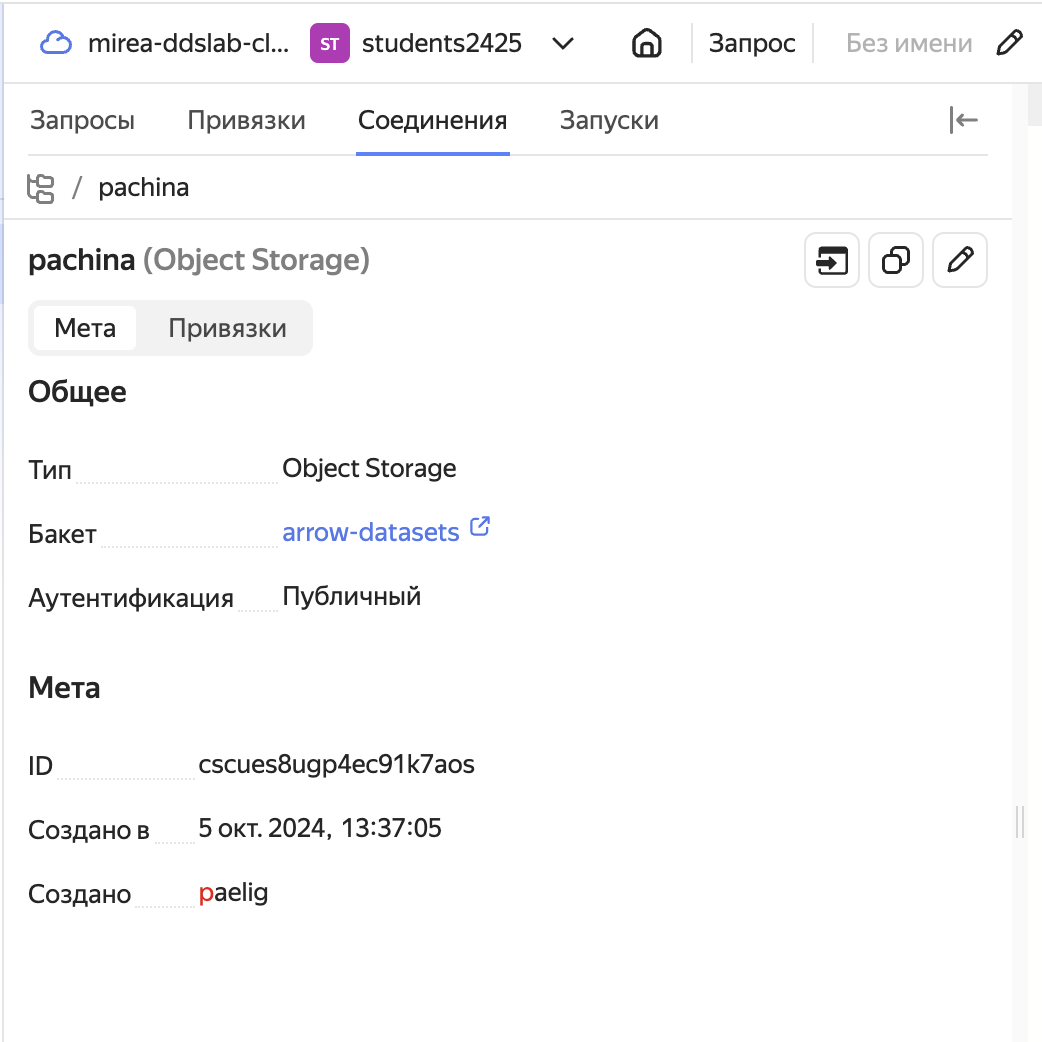 mirea-ddslab-cl... ST students2425 Запрос Без имени
Запросы Привязки Соединения Запуски
/ pachina
pachina (Object Storage)
Мета Привязки
Общее
Тип Object Storage
Бакет arrow-datasets
Аутентификация Публичный
Мета
ID cscues8ugp4ec91k7aos
Создано в 5 окт. 2024, 13:37:05
Создано paelig